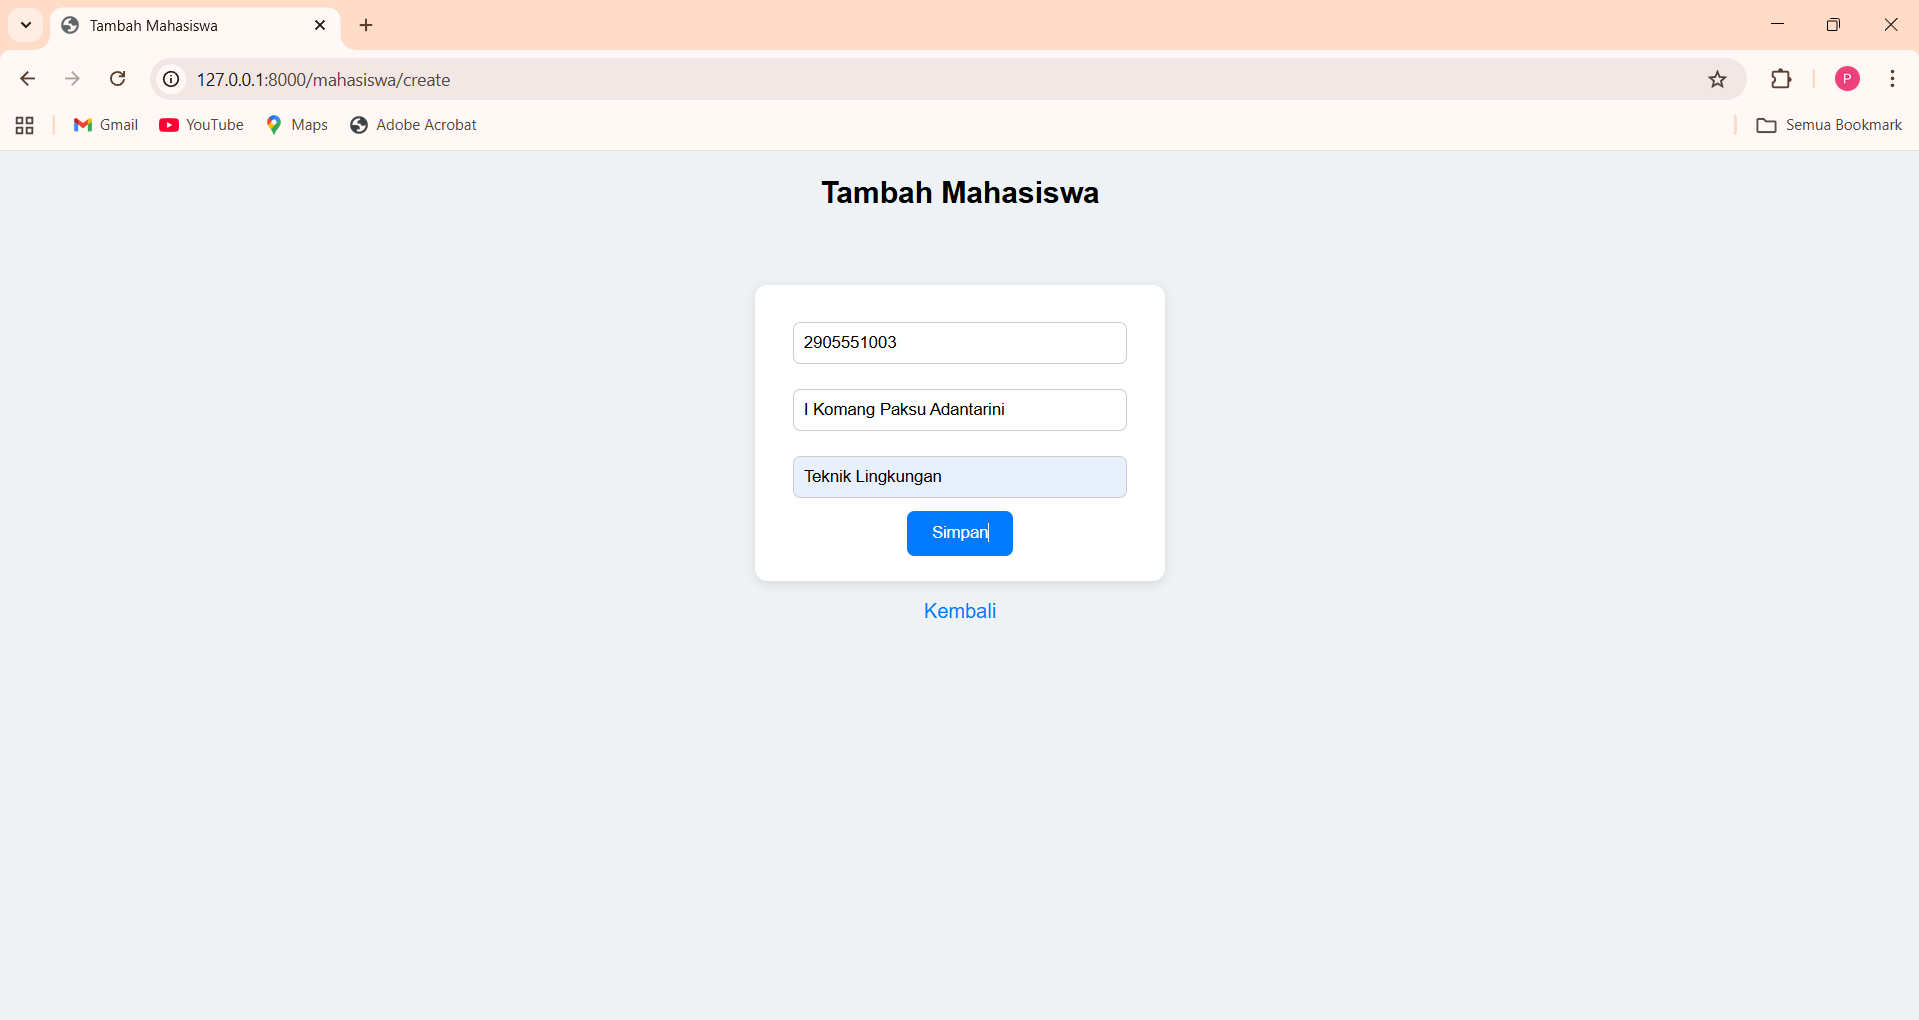 Tambah Mahasiswa
127.0.0.1:8000/mahasiswa/create
P
Gmail YouTube Maps Adobe Acrobat Semua Bookmark
Tambah Mahasiswa
2905551003
I Komang Paksu Adantarini
Teknik Lingkungan
Simpan
Kembali